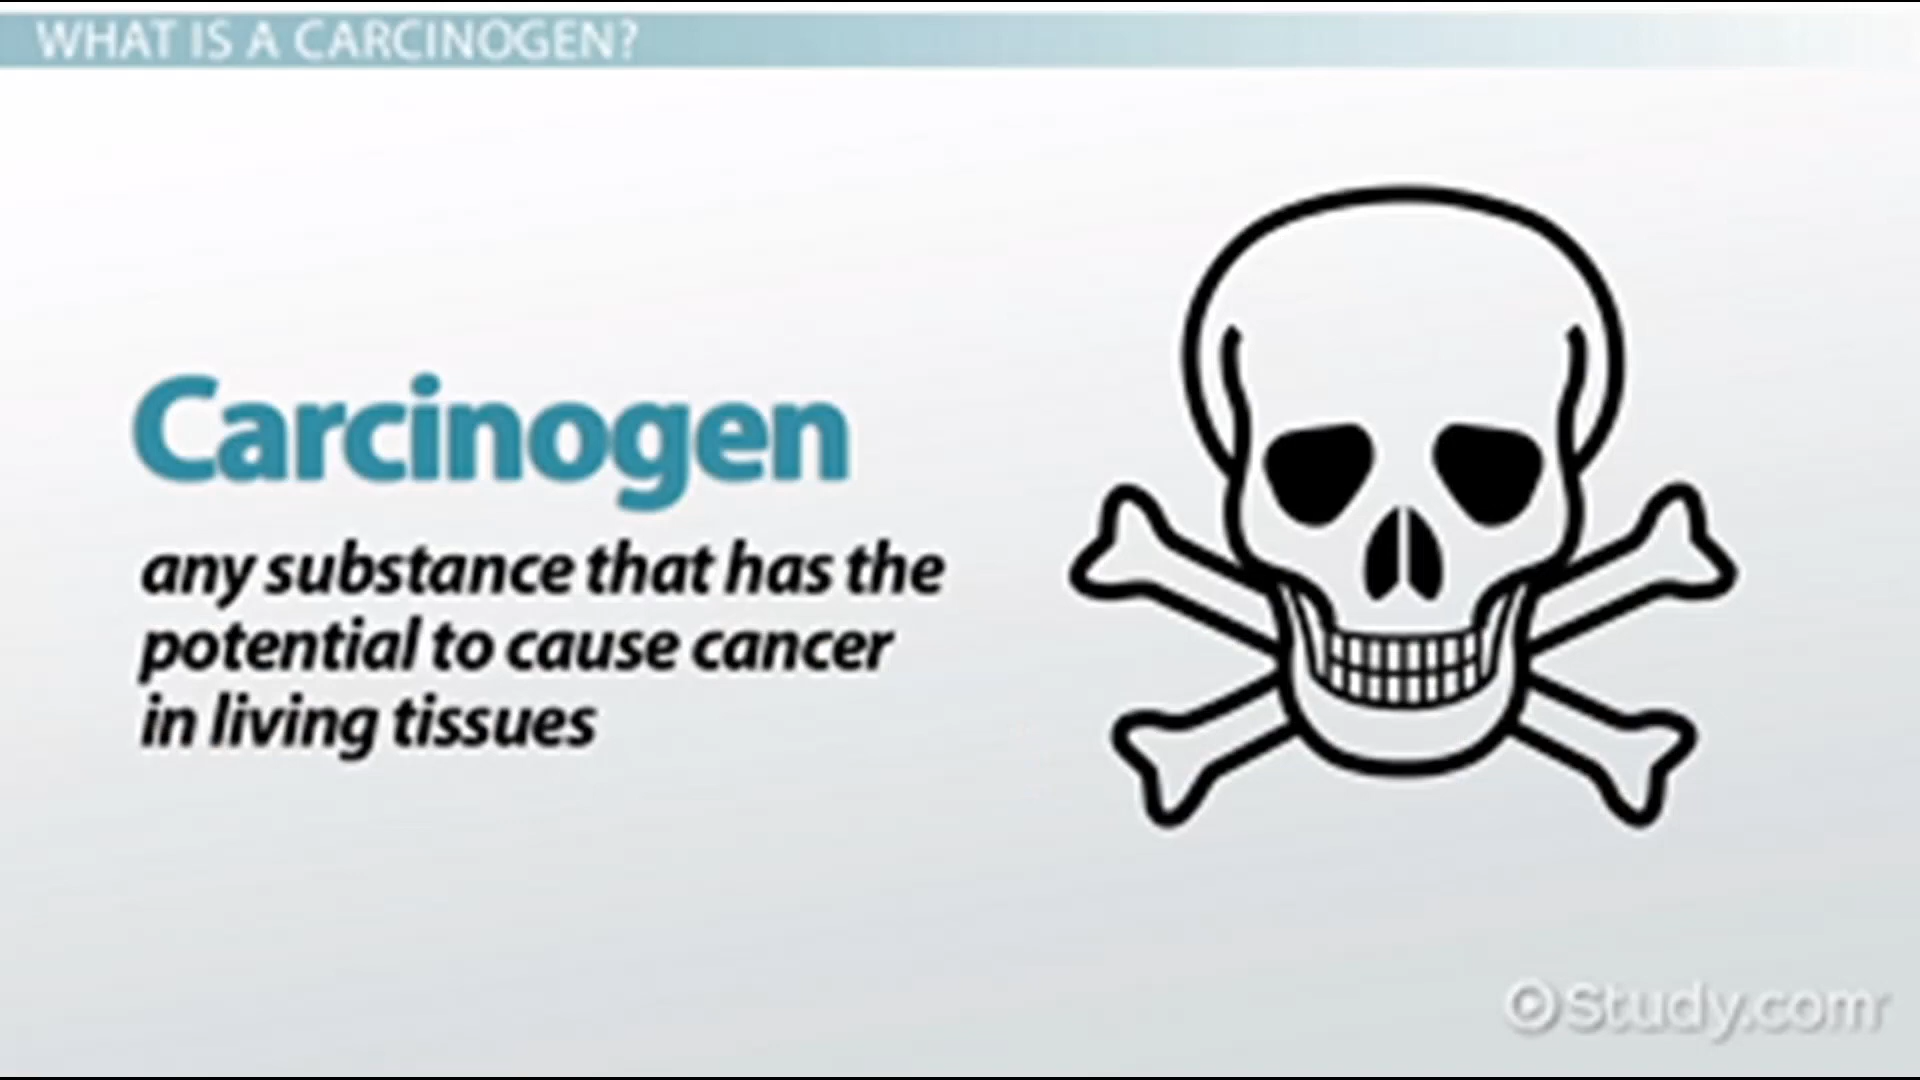 WHAT IS A CARCINOGEN?
Carcinogen
any substance that has the
potential to cause cancer
in living tissues
Study.com